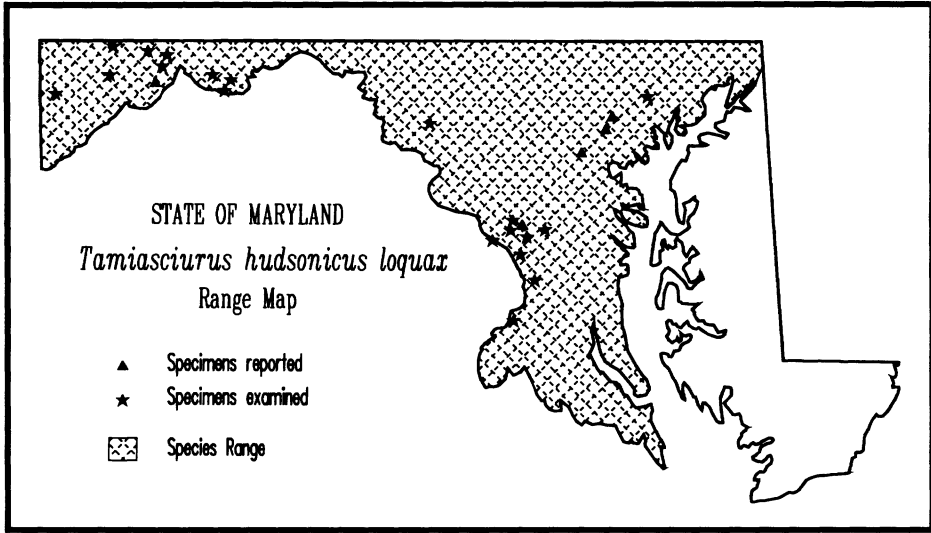 STATE OF MARYLAND
Tamiasciurus hudsonicus loquax
Range Map
Specimens reported
Specimens examined
Species Range